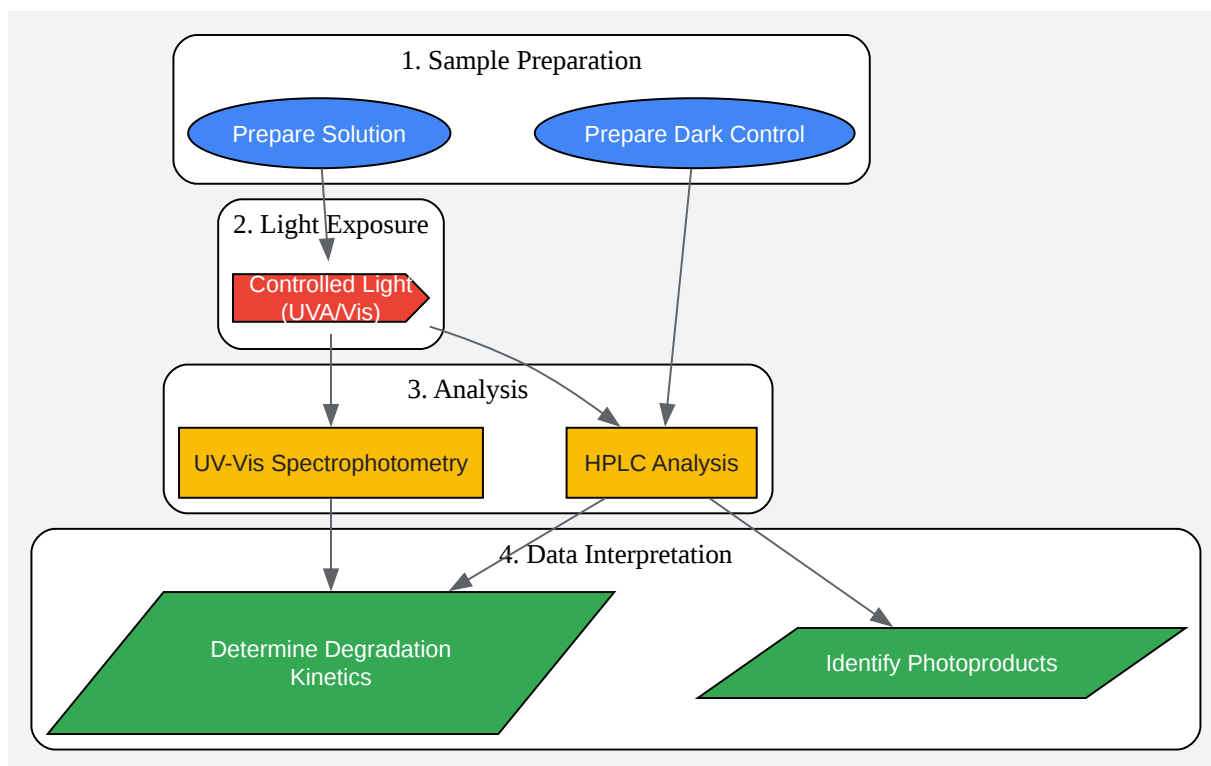 1. Sample Preparation
Prepare Solution
Prepare Dark Control
2. Light Exposure
Controlled Light
(UVA/Vis)
3. Analysis
UV-Vis Spectrophotometry
HPLC Analysis
4. Data Interpretation
Determine Degradation
Kinetics
Identify Photoproducts